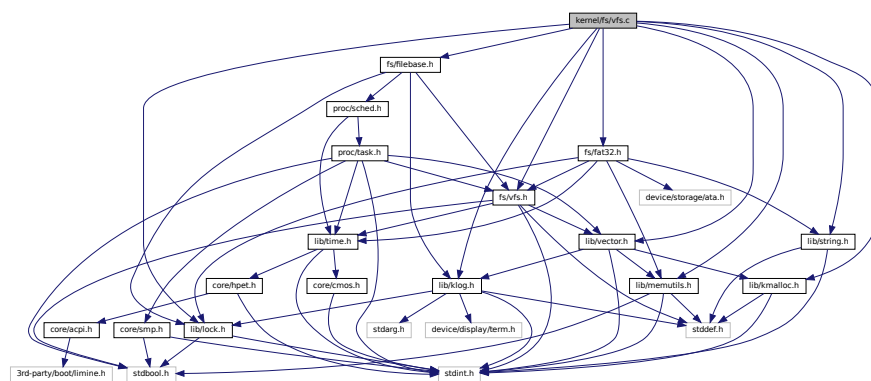 kernel/fs/vfs.c
fs/filebase.h
proc/sched.h
proc/task.h
fs/fat32.h
fs/vfs.h
device/storage/ata.h
lib/time.h
lib/vector.h
lib/string.h
core/hpet.h
core/cmos.h
lib/klog.h
lib/memutils.h
lib/kmalloc.h
core/acpi.h
core/smp.h
lib/lock.h
stdarg.h
device/display/term.h
stddef.h
3rd-party/boot/limine.h
stdbool.h
stdint.h